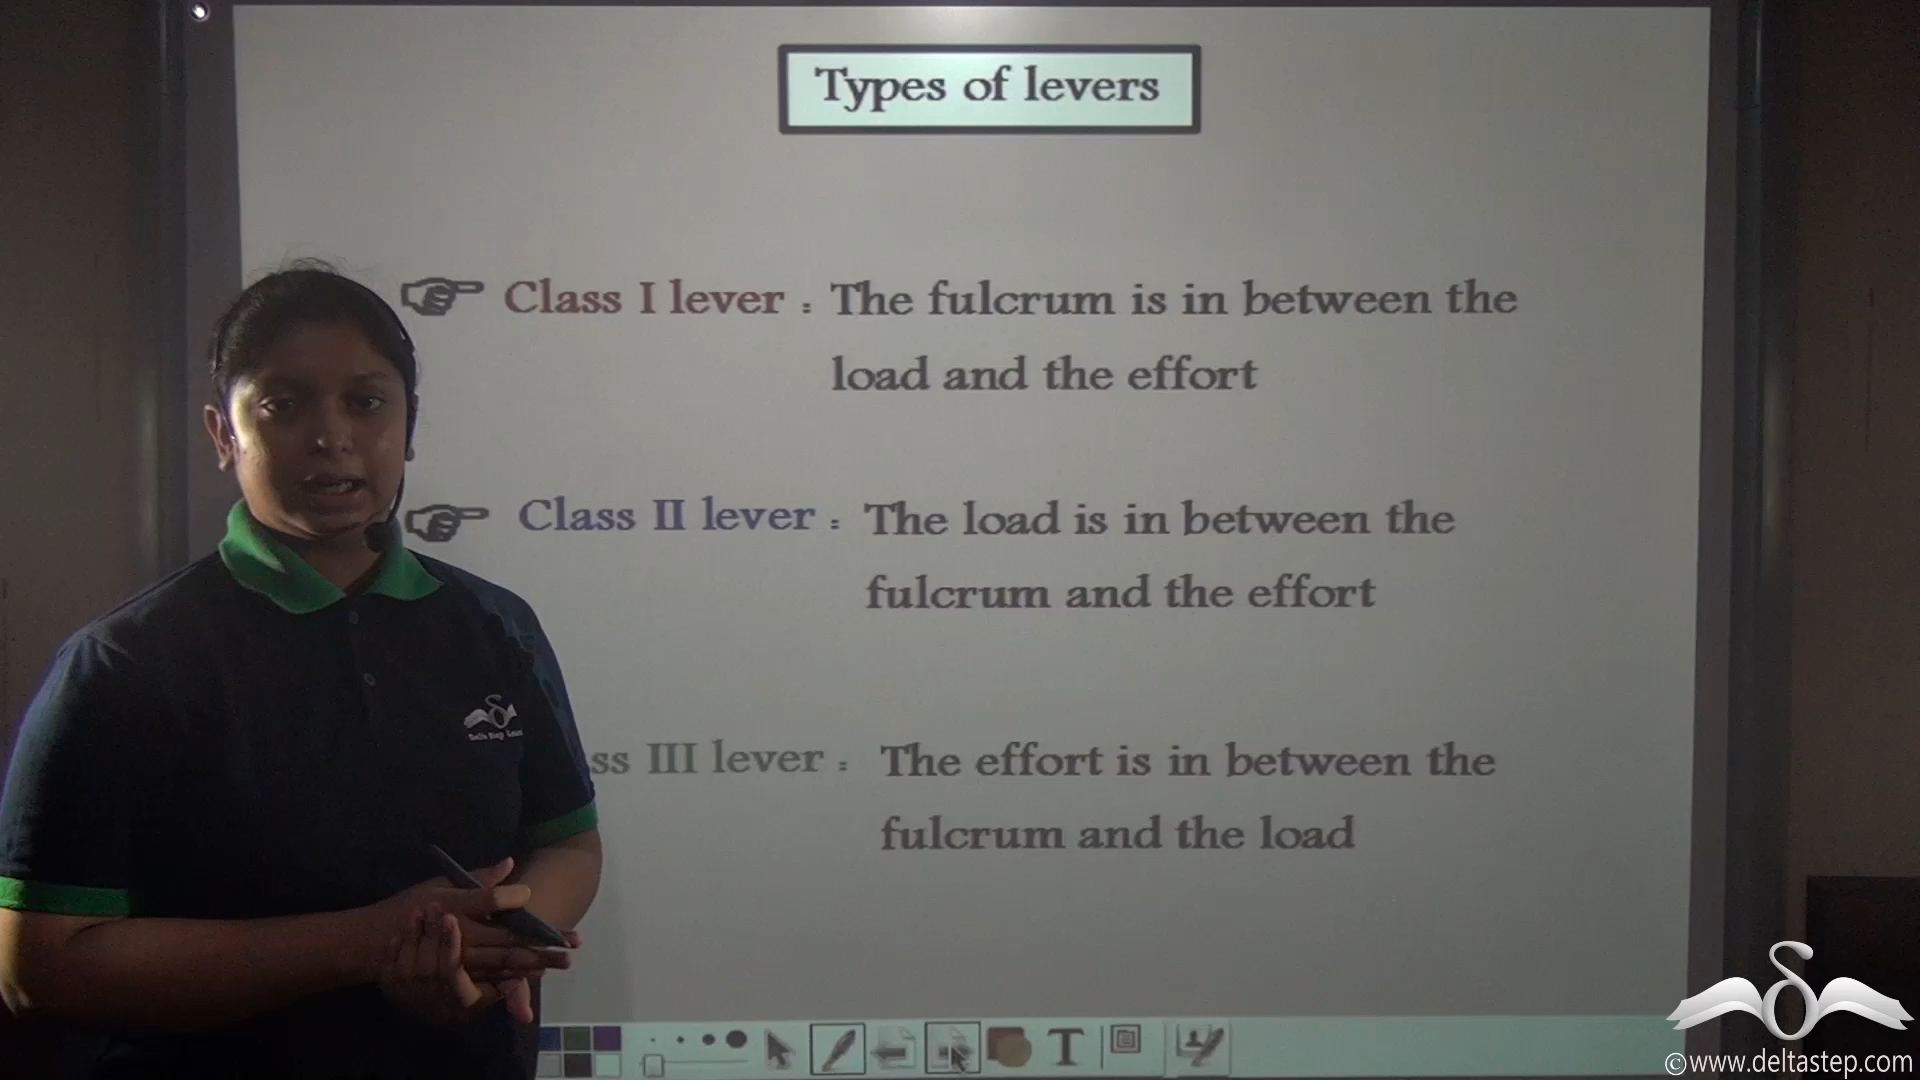 Types of levers
Class I lever : The fulcrum is in between the
load and the effort
Class II lever : The load is in between the
fulcrum and the effort
ss III lever : The effort is in between the
fulcrum and the load
T
©www.deltastep.com